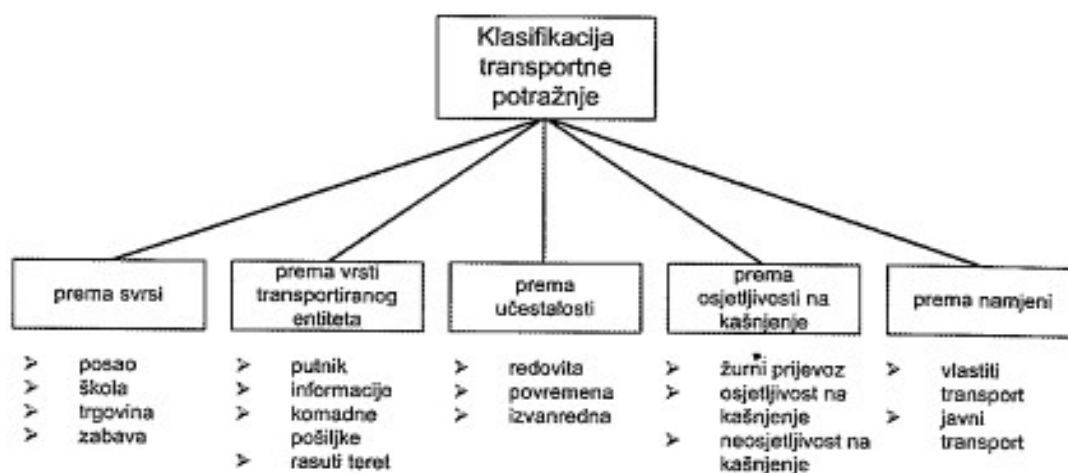 Klasifikacija
transportne
potražnje
prema svrsi
prema vrsti
transportiranog
entiteta
prema
učestalosti
prema
osjetljivosti na
kašnjenje
prema namjeni
➢ posao
➢ škola
➢ trgovina
➢ zabava
➢ putnik
➢ informacije
➢ komadne
pošiljke
➢ rasuti teret
➢ redovita
➢ povremena
➢ izvanredna
➢ žurni prijevoz
➢ osjetljivost na
kašnjenje
➢ neosjetljivost na
kašnjenje
➢ vlastiti
transport
➢ javni
transport